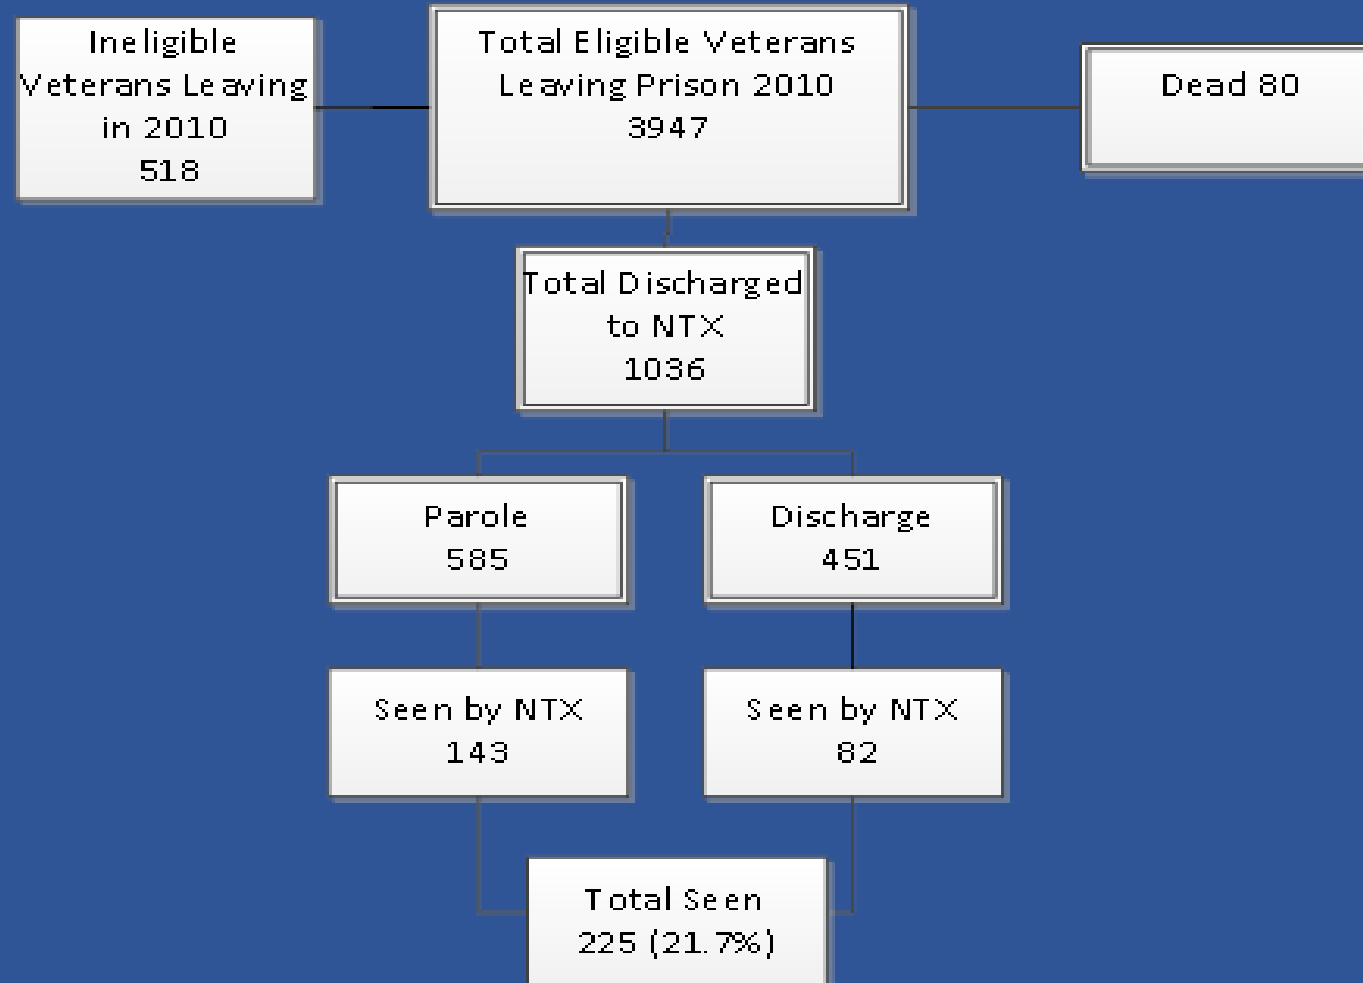 Ineligible
Veterans Leaving
in 2010
518
Total Eligible Veterans
Leaving Prison 2010
3947
Dead 80
Total Discharged
to NTX
1036
Parole
585
Discharge
451
Seen by NTX
143
Seen by NTX
82
Total Seen
225 (21.7%)